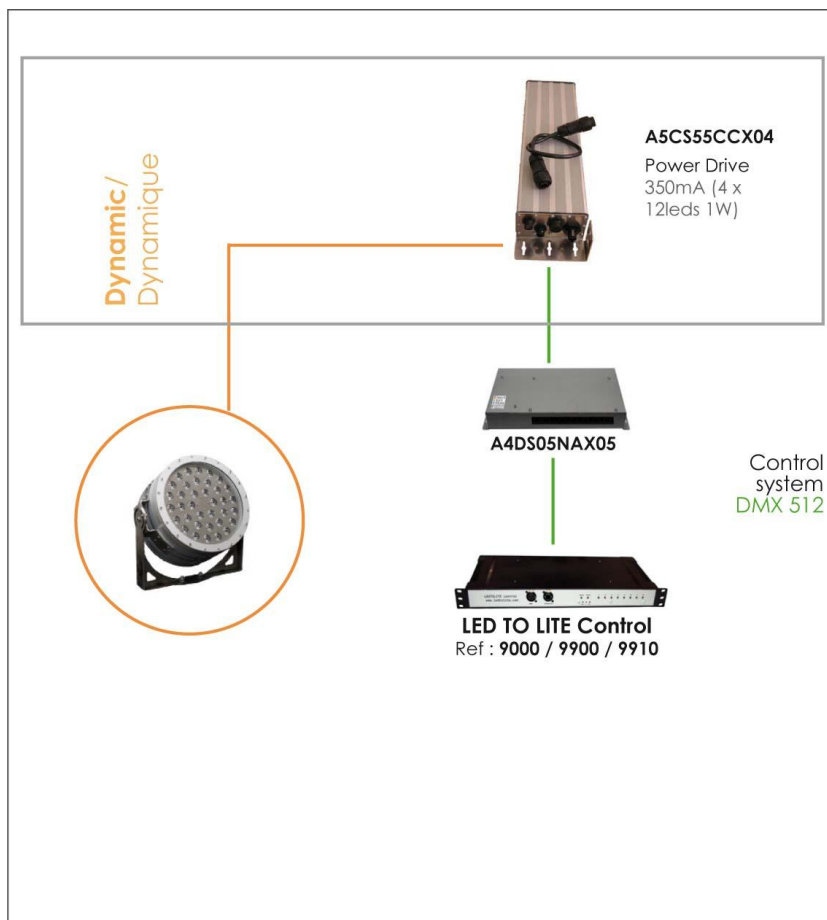 Dynamic/
Dynamique
A5CS55CCX04
Power Drive
350mA (4 x
12leds 1W)
A4DS05NAX05
Control
system
DMX 512
LED TO LITE Control
Ref : 9000 / 9900 / 9910